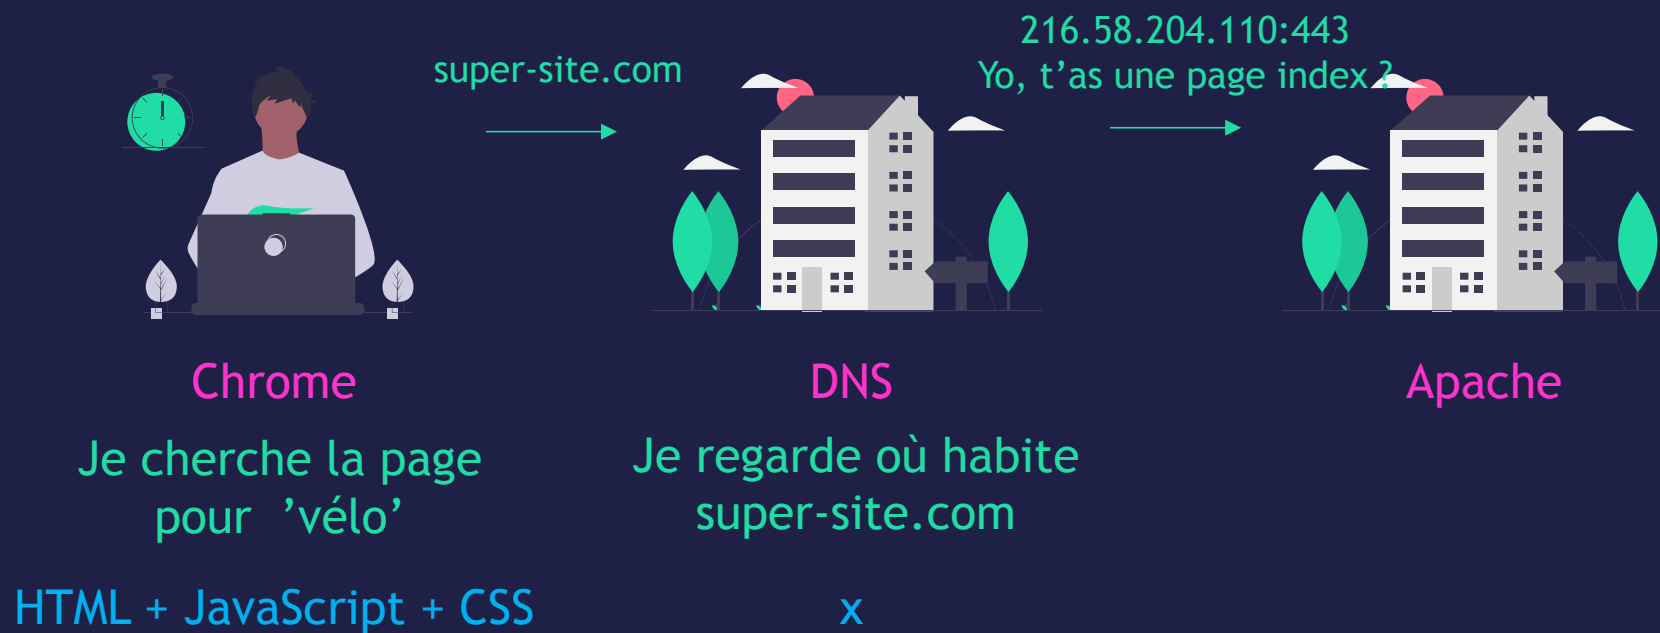 super-site.com
216.58.204.110:443
Yo, t’as une page index ?
Chrome
DNS
Apache
Je cherche la page
pour ’vélo’
Je regarde où habite
super-site.com
HTML + JavaScript + CSS
x